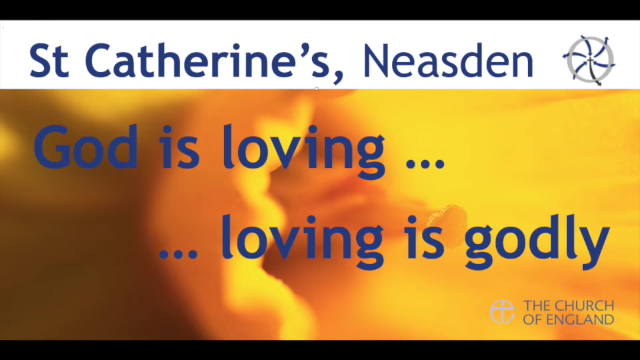 St Catherine's, Neasden
God is loving ...
... loving is godly
THE CHURCH
OF ENGLAND